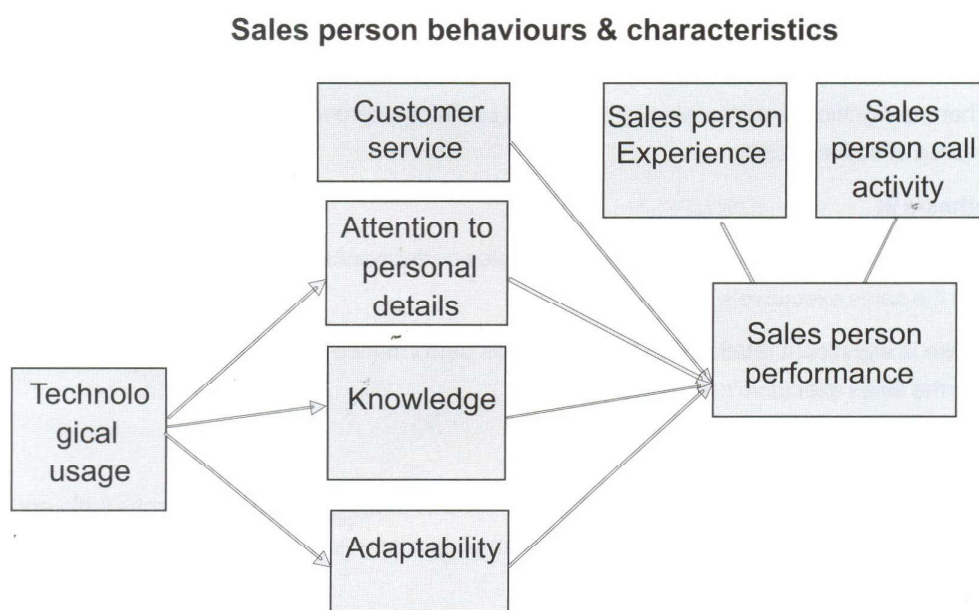 Sales person behaviours & characteristics
Customer
service
Sales person
Experience
Sales
person call
activity
Attention to
personal
details
Sales person
performance
Technolo
gical
usage
Knowledge
Adaptability